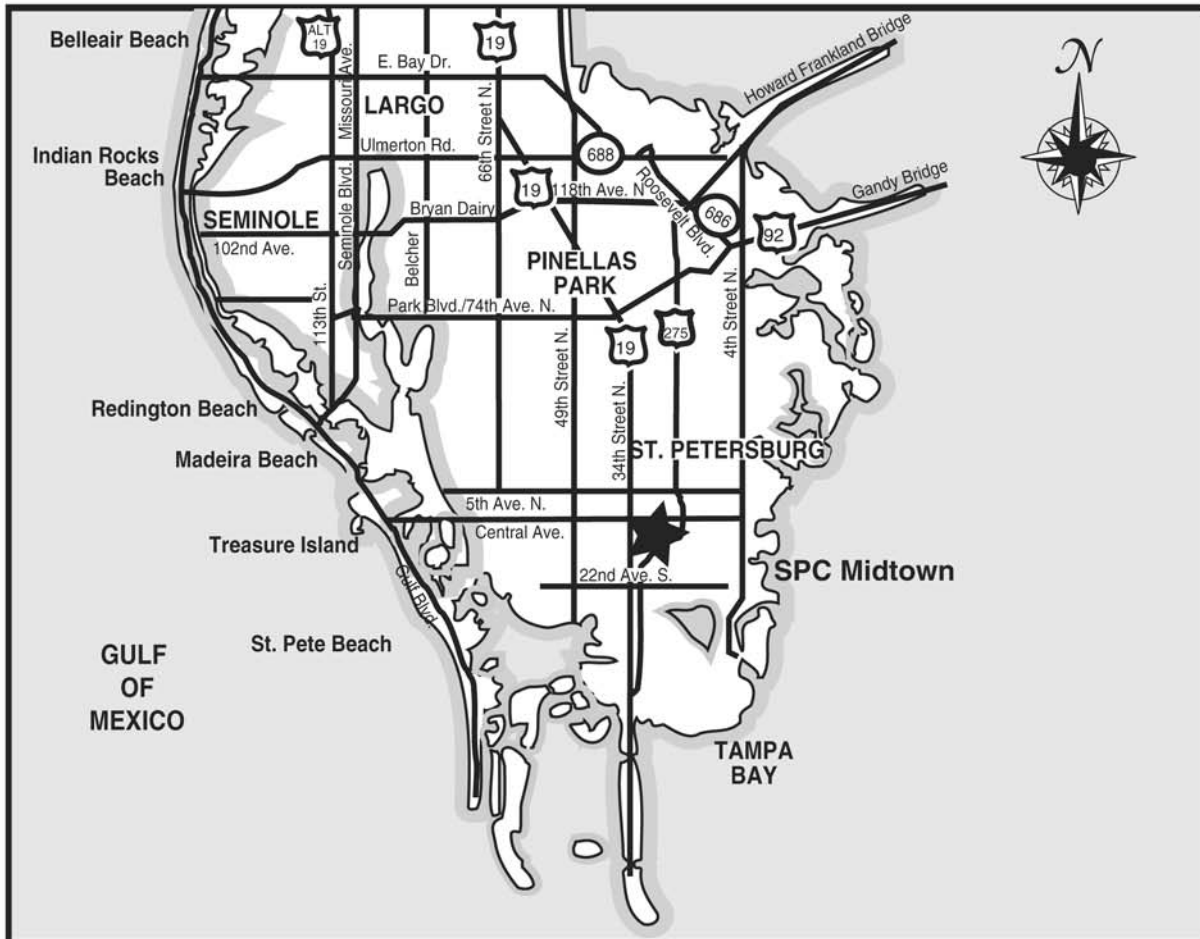 Belleair Beach
ALT
19
Missouri Ave.
19
Howard Frankland Bridge
N
E. Bay Dr.
LARGO
66th Street N.
Ulmerton Rd.
688
Indian Rocks
Beach
19
118th Ave. N
Roosevelt Blvd.
686
Gandy Bridge
SEMINOLE
Seminole Blvd.
Bryan Dairy
92
102nd Ave.
Belcher
PINELLAS
PARK
113th St.
Park Blvd./74th Ave. N.
49th Street N.
19
275
4th Street N.
34th Street N.
Redington Beach
ST. PETERSBURG
Madeira Beach
5th Ave. N.
Central Ave.
Treasure Island
22nd Ave. S.
SPC Midtown
Gulf Blvd.
St. Pete Beach
GULF
OF
MEXICO
TAMPA
BAY